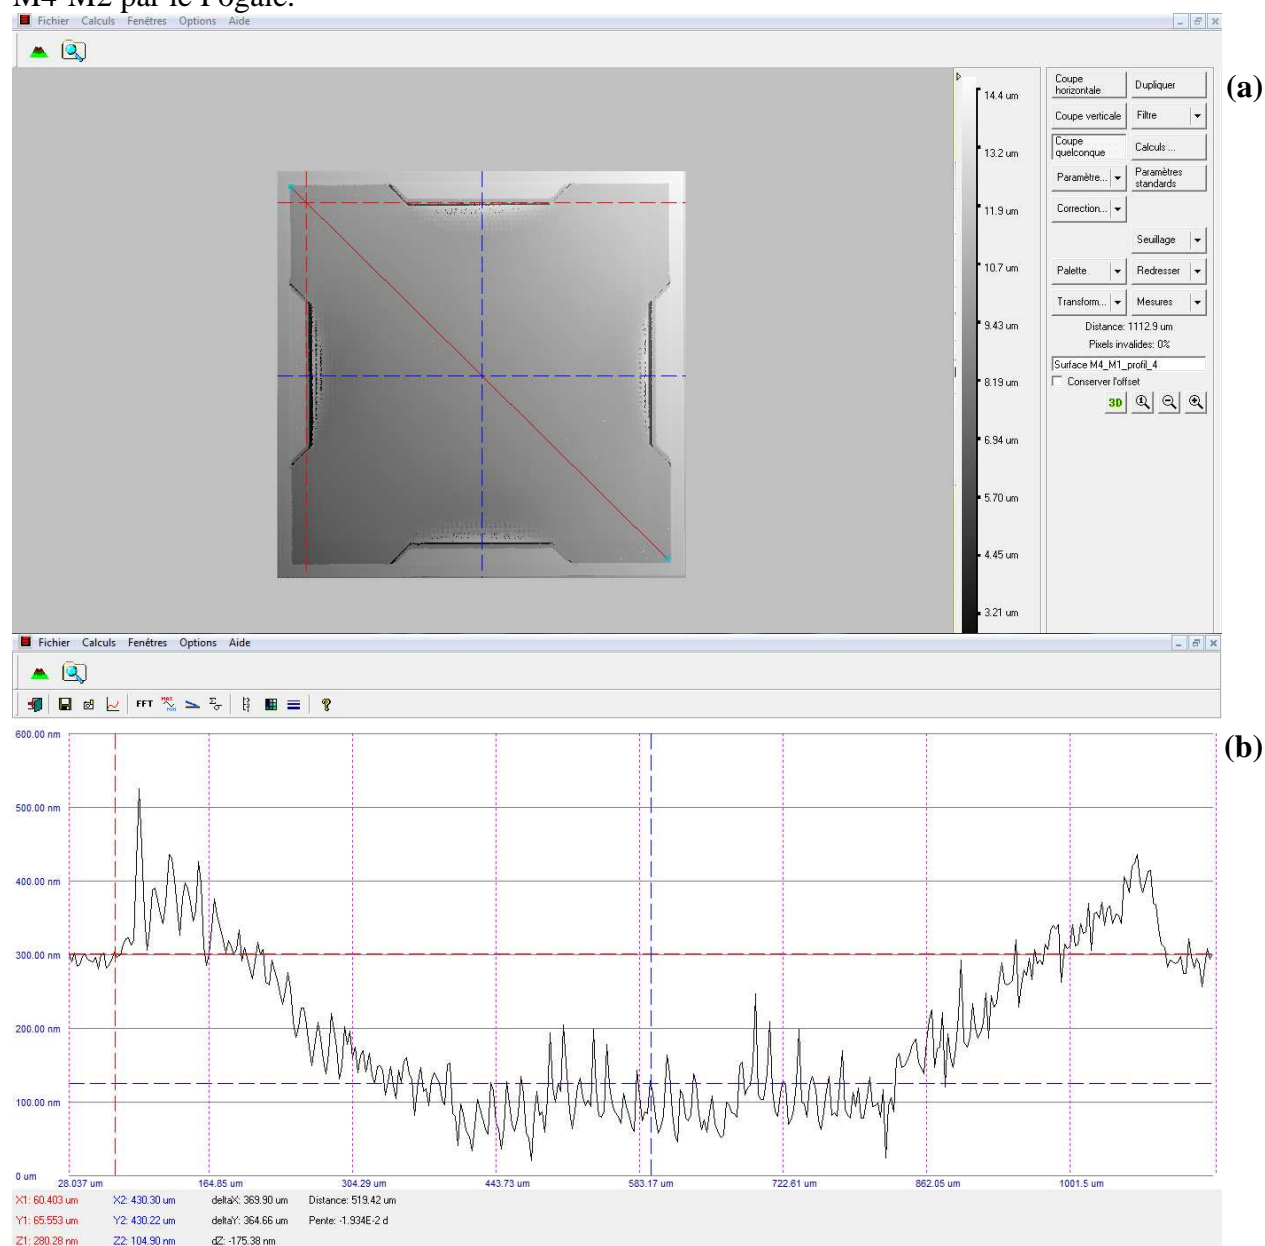 M4-M2 par le Fogale.
Fichier Calculs Fenêtres Options Aide
(a)
14.4 um
13.2 um
11.9 um
10.7 um
9.43 um
8.19 um
6.94 um
5.70 um
4.45 um
3.21 um
Coupe horizontale Dupliquer
Coupe verticale Filtre
Coupe quelconque Calculs ...
Paramètre... Paramètres standards
Correction...
Seuillage
Palette Redresser
Transform... Mesures
Distance: 1112.9 um
Pixels invalides: 0%
Surface M4_M1_profil_4
Conserver l'offset
3D
Fichier Calculs Fenêtres Options Aide
FFT MAX
(b)
600.00 nm
500.00 nm
400.00 nm
300.00 nm
200.00 nm
100.00 nm
0 um
28.037 um 164.85 um 304.29 um 443.73 um 583.17 um 722.61 um 862.05 um 1001.5 um
X1: 60.403 um X2: 430.30 um deltaX: 369.90 um Distance: 519.42 um
Y1: 65.553 um Y2: 430.22 um deltaY: 364.66 um Pente: -1.934E-2 d
Z1: 280.28 nm Z2: 104.90 nm dZ: -175.38 nm